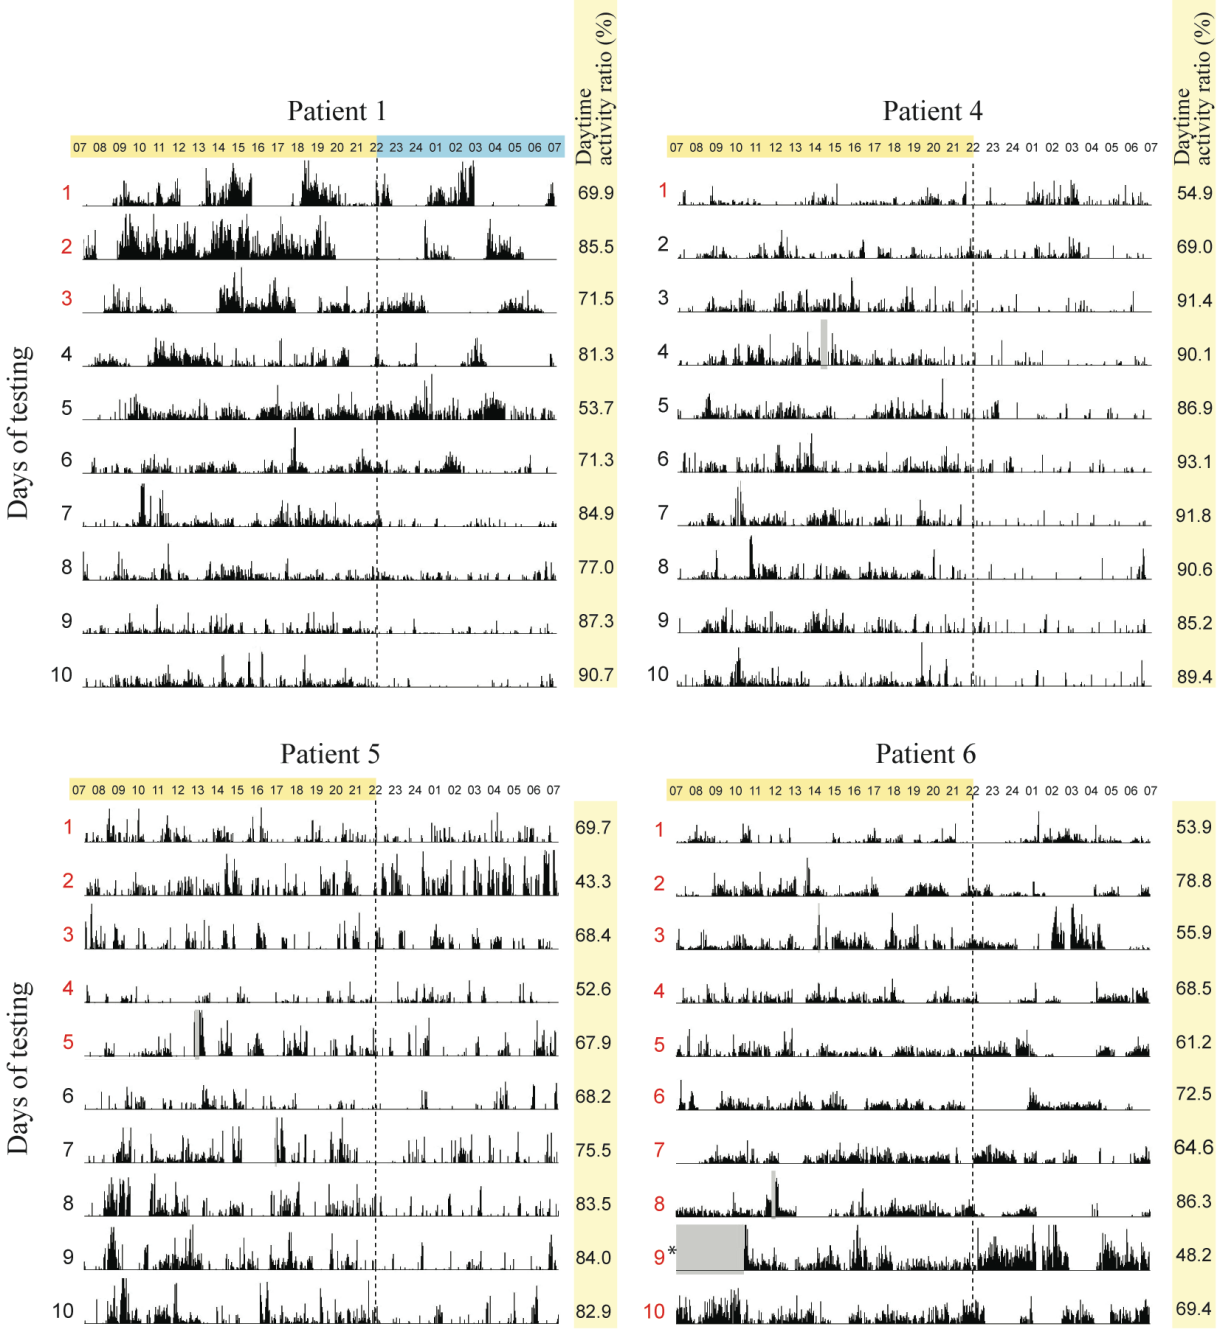 Patient 1
Daytime
activity ratio (%)
07 08 09 10 11 12 13 14 15 16 17 18 19 20 21 22 23 24 01 02 03 04 05 06 07
1 69.9
2 85.5
3 71.5
4 81.3
5 53.7
6 71.3
7 84.9
8 77.0
9 87.3
10 90.7
Days of testing
Patient 4
Daytime
activity ratio (%)
07 08 09 10 11 12 13 14 15 16 17 18 19 20 21 22 23 24 01 02 03 04 05 06 07
1 54.9
2 69.0
3 91.4
4 90.1
5 86.9
6 93.1
7 91.8
8 90.6
9 85.2
10 89.4
Patient 5
07 08 09 10 11 12 13 14 15 16 17 18 19 20 21 22 23 24 01 02 03 04 05 06 07
1 69.7
2 43.3
3 68.4
4 52.6
5 67.9
6 68.2
7 75.5
8 83.5
9 84.0
10 82.9
Days of testing
Patient 6
07 08 09 10 11 12 13 14 15 16 17 18 19 20 21 22 23 24 01 02 03 04 05 06 07
1 53.9
2 78.8
3 55.9
4 68.5
5 61.2
6 72.5
7 64.6
8 86.3
9* 48.2
10 69.4